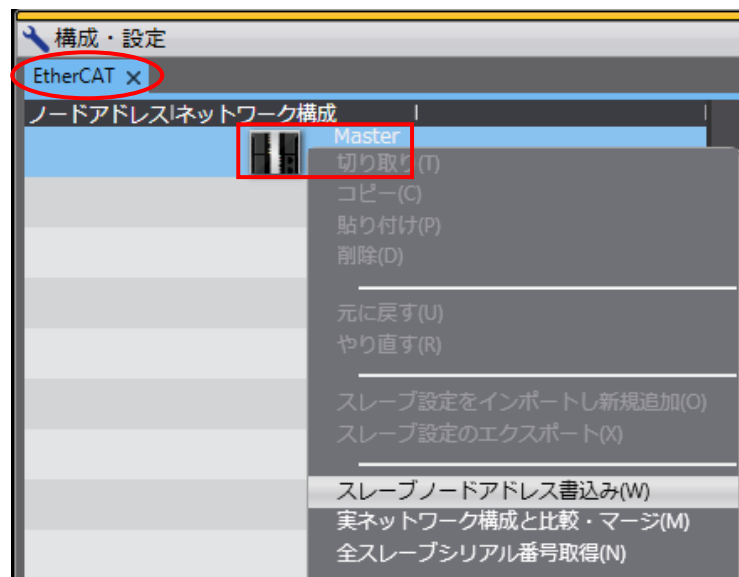 構成・設定
EtherCAT ×
ノードアドレス|ネットワーク構成
Master
切り取り(T)
コピー(C)
貼り付け(P)
削除(D)
元に戻す(U)
やり直す(R)
スレーブ設定をインポートし新規追加(O)
スレーブ設定のエクスポート(X)
スレーブノードアドレス書込み(W)
実ネットワーク構成と比較・マージ(M)
全スレーブシリアル番号取得(N)